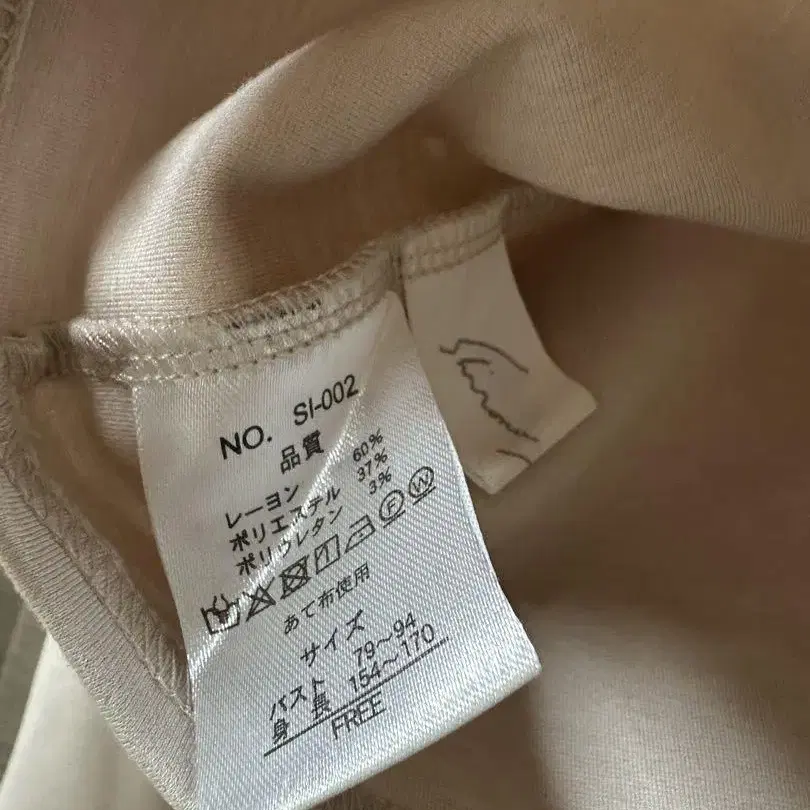 NO. SI-002
品質
レーヨン 60%
ポリエステル 37%
ポリウレタン 3%
F W
あて布使用
サイズ
バスト 79～94
身長 154～170
FREE